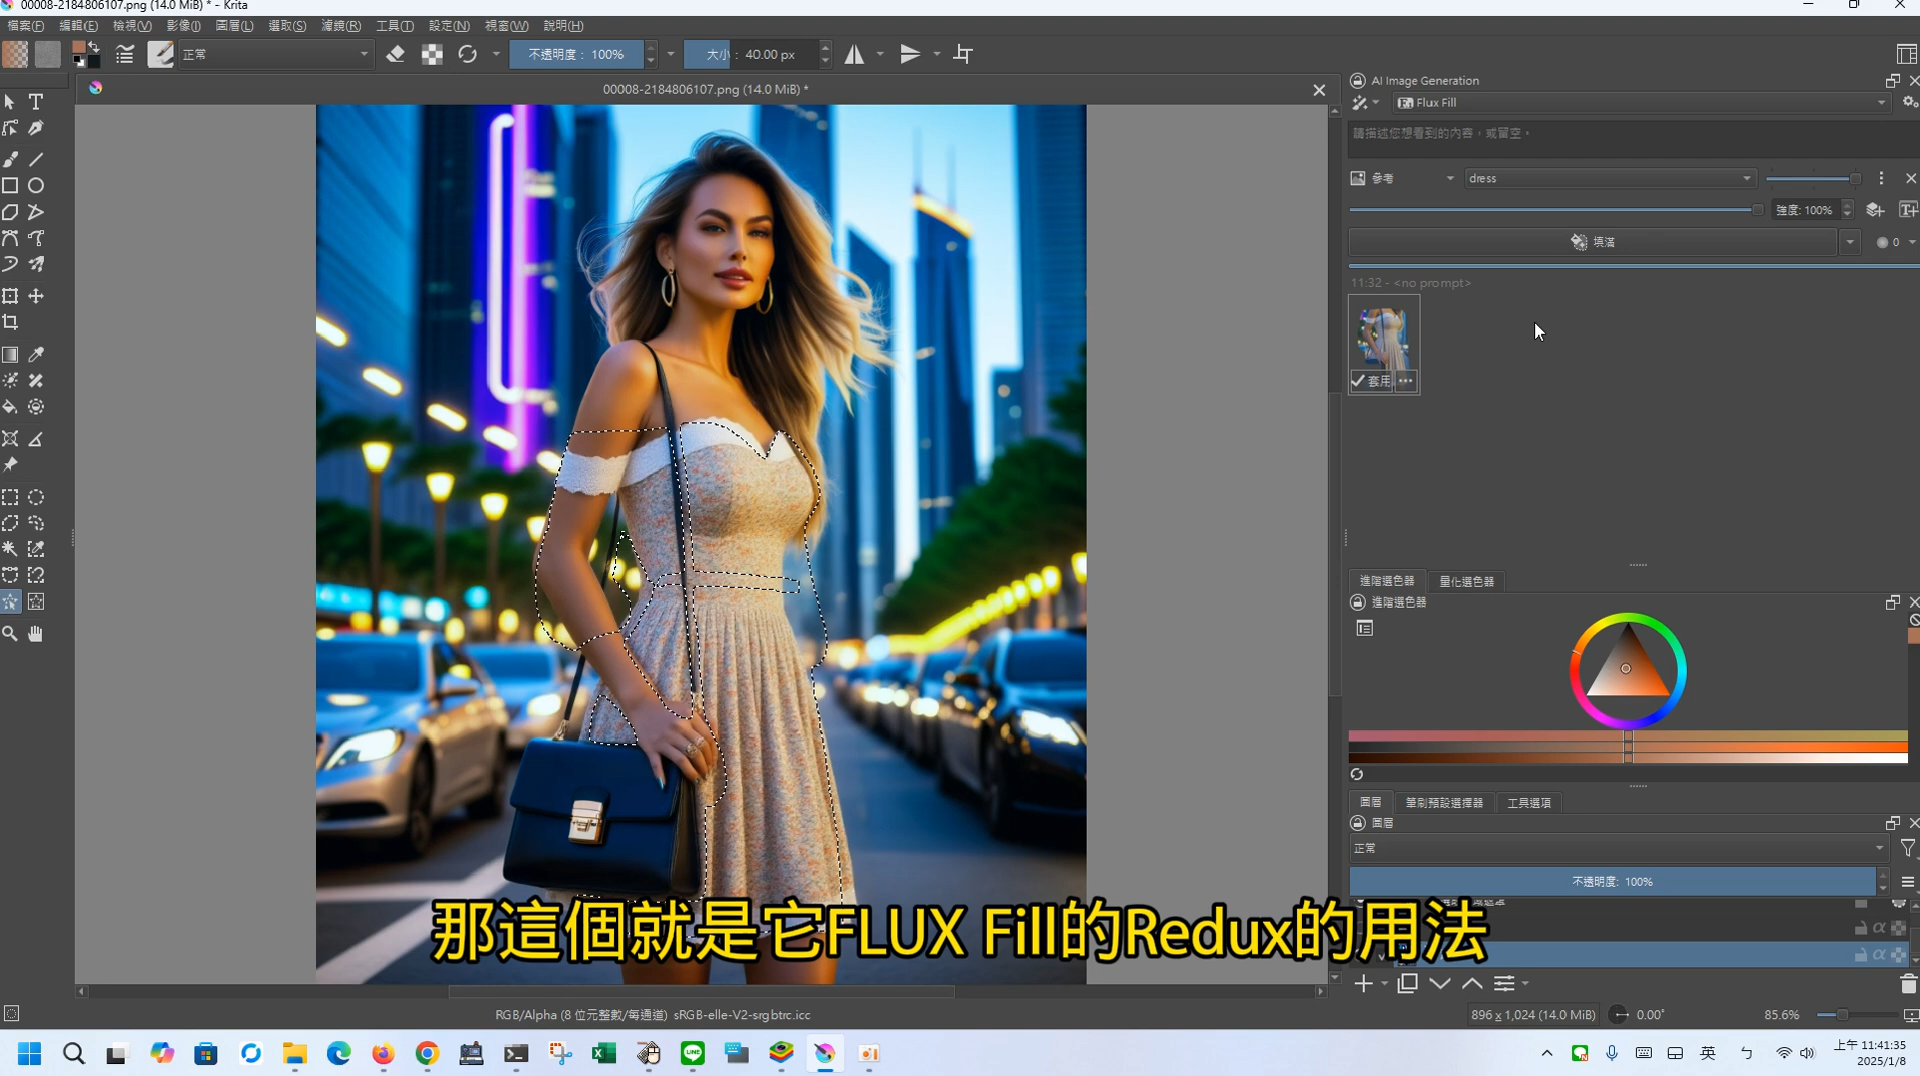 00008-2184806107.png (14.0 MiB) * - Krita
檔案(F) 編輯(E) 檢視(V) 影像(I) 圖層(L) 選取(S) 濾鏡(R) 工具(T) 設定(N) 視窗(W) 說明(H)
正常
不透明度： 100%
大小： 40.00 px
00008-2184806107.png (14.0 MiB) *
AI Image Generation
Flux Fill
請描述您想看到的內容，或留空。
參考
dress
強度: 100%
填滿
0
11:32 - <no prompt>
套用
進階選色器 量化選色器
進階選色器
圖層 筆刷預設選擇器 工具選項
圖層
正常
不透明度: 100%
那這個就是它FLUX Fill的Redux的用法
RGB/Alpha (8 位元整數/每通道) sRGB-elle-V2-srgbtrc.icc
896 x 1,024 (14.0 MiB)
0.00°
85.6%
英
上午 11:41:35
2025/1/8